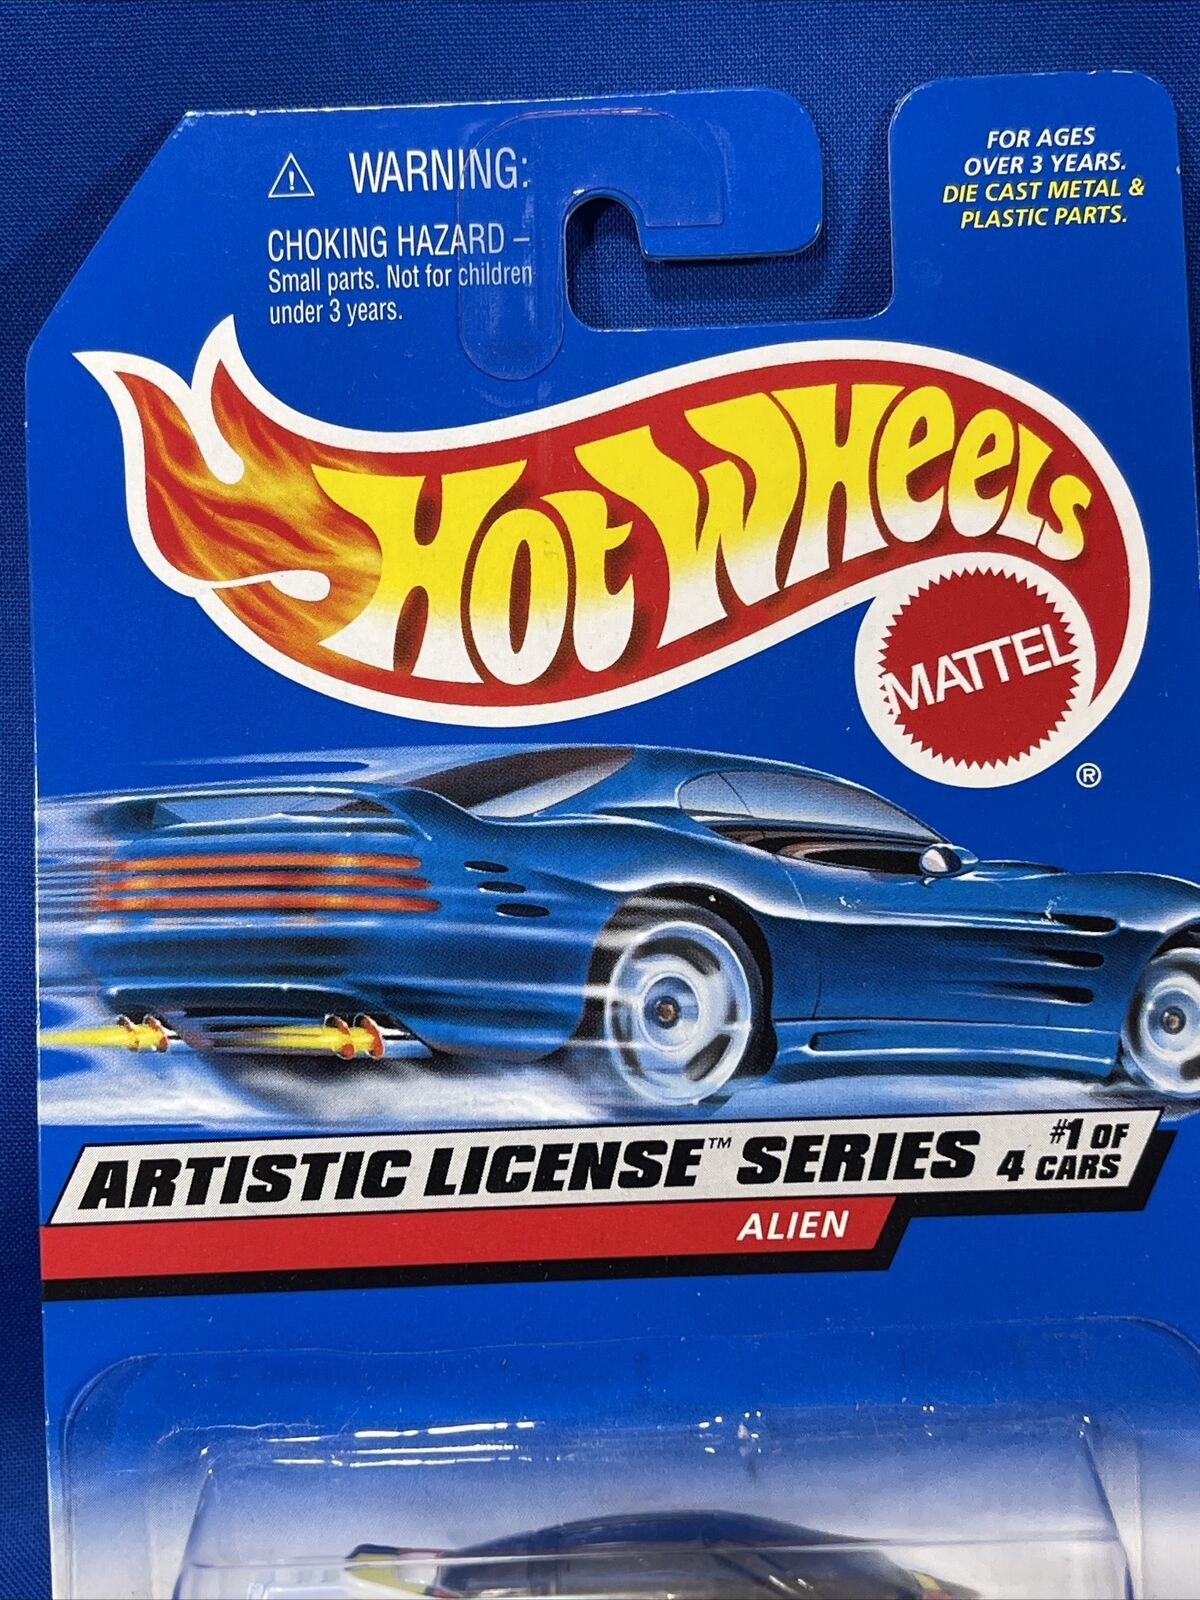 WARNING:
CHOKING HAZARD –
Small parts. Not for children
under 3 years.
FOR AGES
OVER 3 YEARS.
DIE CAST METAL &
PLASTIC PARTS.
HOT WHEELS
MATTEL
®
ARTISTIC LICENSE™ SERIES
#1 OF
4 CARS
ALIEN